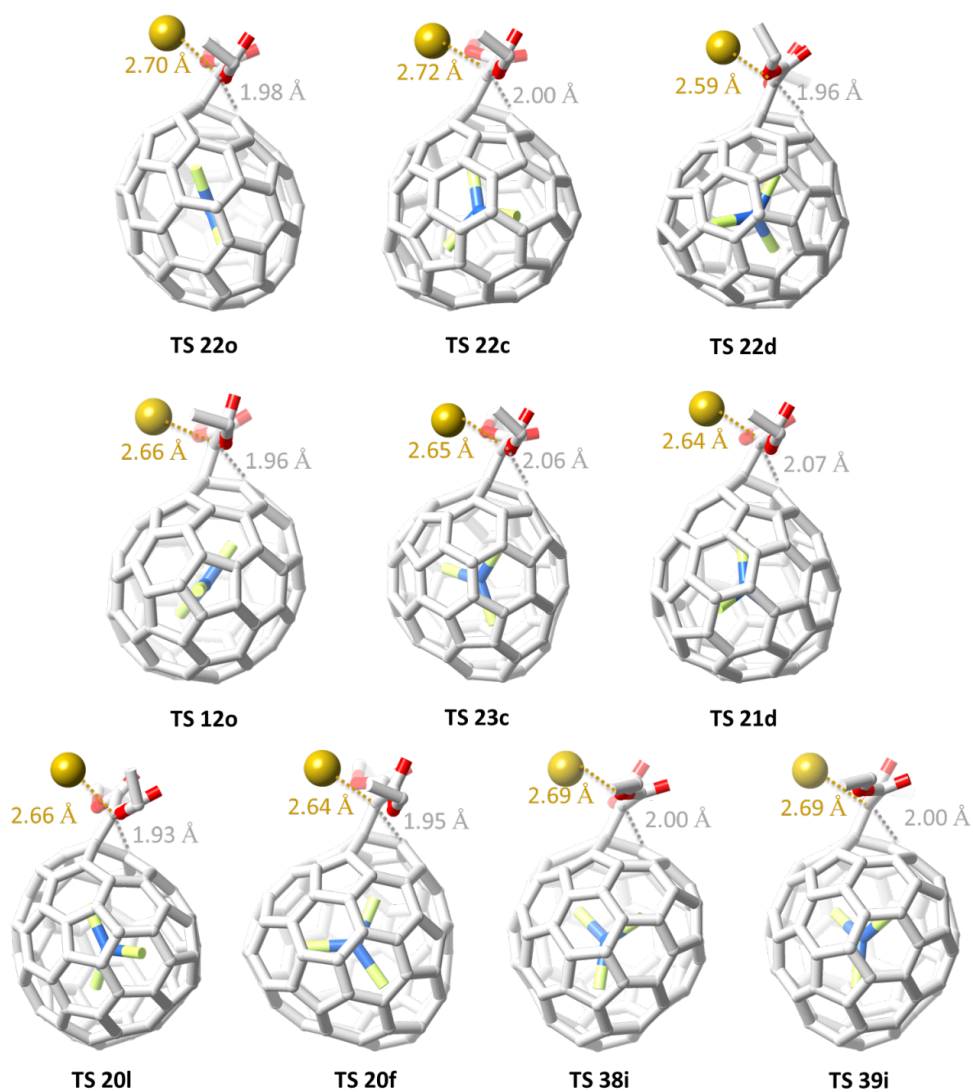 2.70 Å
1.98 Å
2.72 Å
2.00 Å
2.59 Å
1.96 Å
TS 22o
TS 22c
TS 22d
2.66 Å
1.96 Å
2.65 Å
2.06 Å
2.64 Å
2.07 Å
TS 12o
TS 23c
TS 21d
2.66 Å
1.93 Å
2.64 Å
1.95 Å
2.69 Å
2.00 Å
2.69 Å
2.00 Å
TS 20l
TS 20f
TS 38i
TS 39i